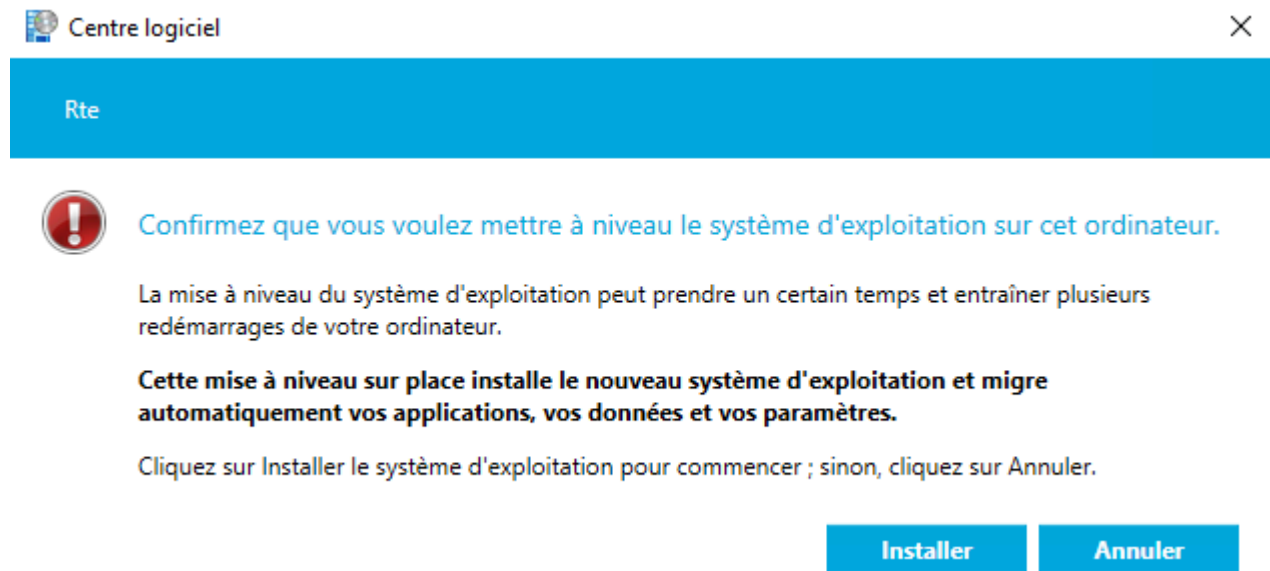 Centre logiciel
Rte
Confirmez que vous voulez mettre à niveau le système d'exploitation sur cet ordinateur.
La mise à niveau du système d'exploitation peut prendre un certain temps et entraîner plusieurs
redémarrages de votre ordinateur.
Cette mise à niveau sur place installe le nouveau système d'exploitation et migre
automatiquement vos applications, vos données et vos paramètres.
Cliquez sur Installer le système d'exploitation pour commencer ; sinon, cliquez sur Annuler.
Installer Annuler